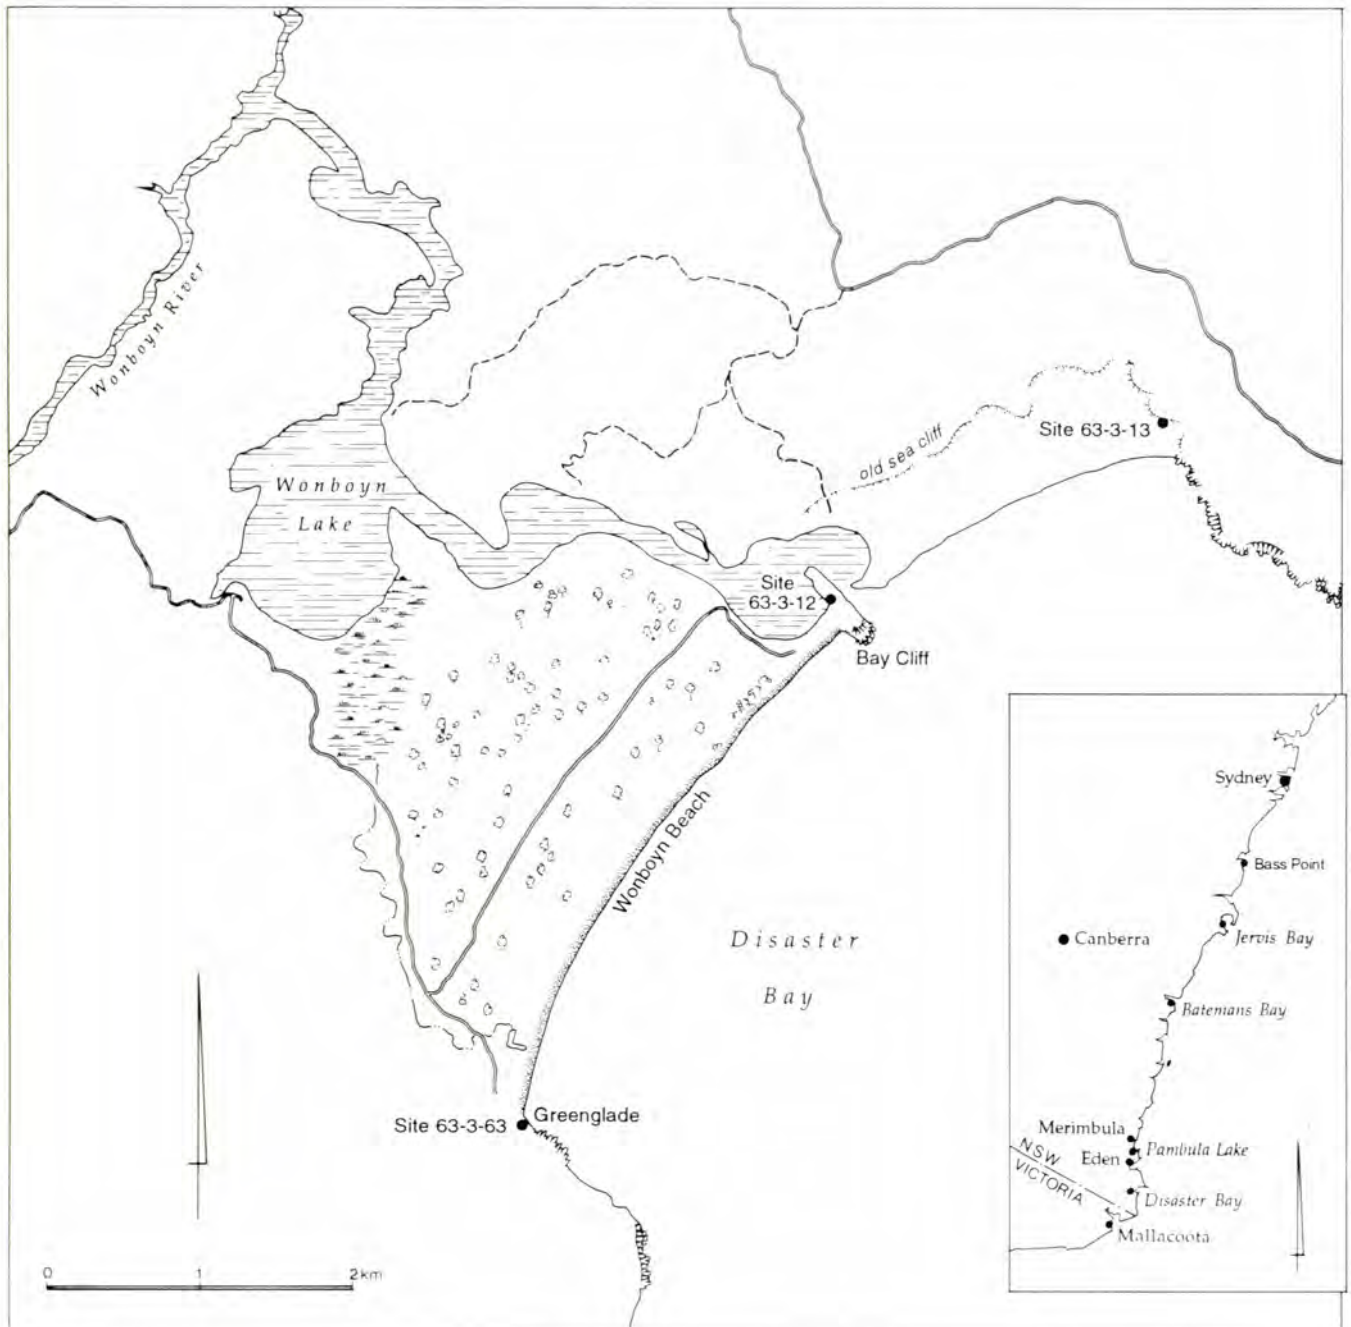 Wonboyn River
Wonboyn
Lake
old sea cliff
Site 63-3-13
Site
63-3-12
Bay Cliff
Wonboyn Beach
Disaster
Bay
Site 63-3-63
Greenglade
0 1 2 km
Sydney
Bass Point
Jervis Bay
Canberra
Batemans Bay
Merimbula
Pambula Lake
Eden
NSW
VICTORIA
Disaster Bay
Mallacoota